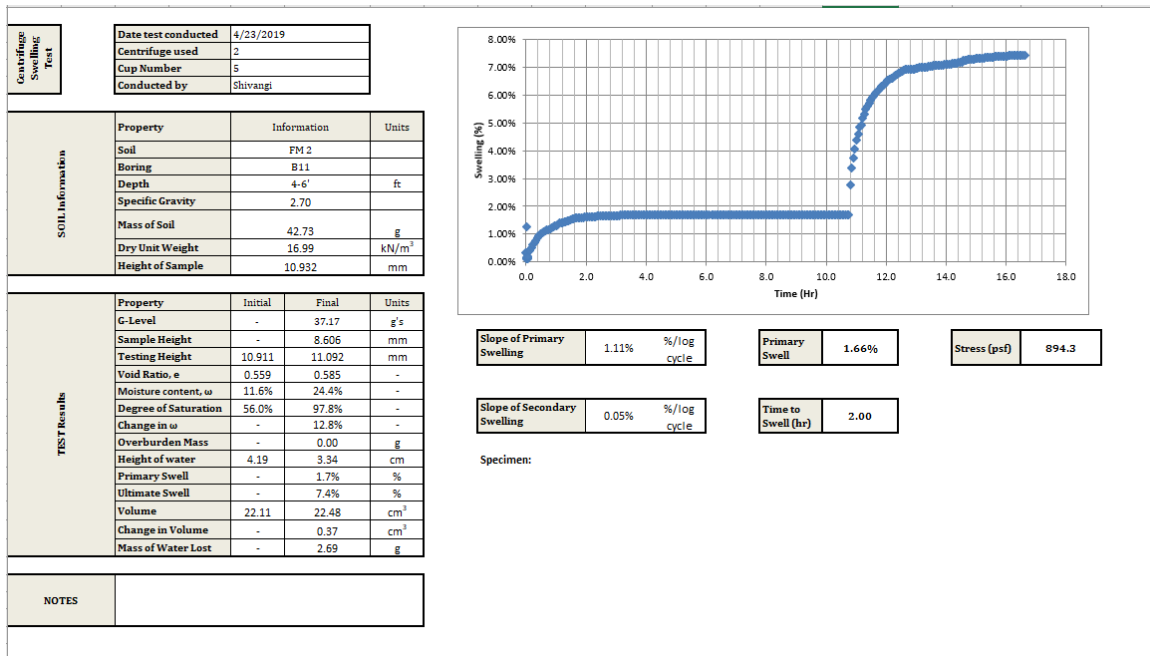 Centrifuge
Swelling
Test
Date test conducted 4/23/2019
Centrifuge used 2
Cup Number 5
Conducted by Shivangi
SOIL Information
Property Information Units
Soil FM 2
Boring B11
Depth 4-6' ft
Specific Gravity 2.70
Mass of Soil 42.73 g
Dry Unit Weight 16.99 kN/m³
Height of Sample 10.932 mm
TEST Results
Property Initial Final Units
G-Level - 37.17 g's
Sample Height - 8.606 mm
Testing Height 10.911 11.092 mm
Void Ratio, e 0.559 0.585 -
Moisture content, ω 11.6% 24.4% -
Degree of Saturation 56.0% 97.8% -
Change in ω - 12.8% -
Overburden Mass - 0.00 g
Height of water 4.19 3.34 cm
Primary Swell - 1.7% %
Ultimate Swell - 7.4% %
Volume 22.11 22.48 cm³
Change in Volume - 0.37 cm³
Mass of Water Lost - 2.69 g
NOTES
8.00%
7.00%
6.00%
5.00%
4.00%
3.00%
2.00%
1.00%
0.00%
Swelling (%)
0.0 2.0 4.0 6.0 8.0 10.0 12.0 14.0 16.0 18.0
Time (Hr)
Slope of Primary
Swelling
1.11% %/log
cycle
Primary
Swell
1.66%
Stress (psf) 894.3
Slope of Secondary
Swelling
0.05% %/log
cycle
Time to
Swell (hr)
2.00
Specimen: